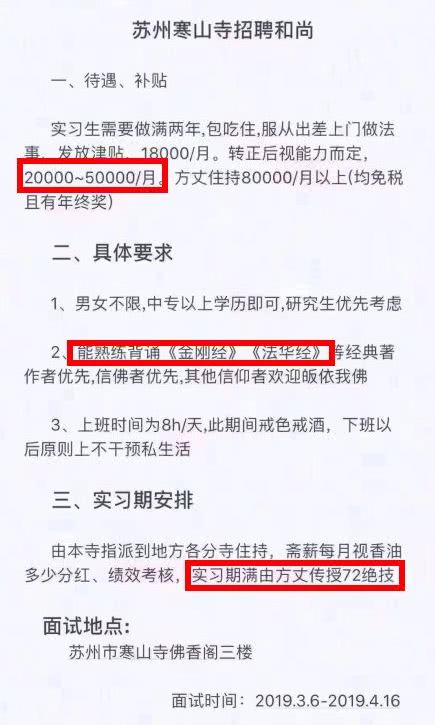 苏州寒山寺招聘和尚
一、待遇、补贴
实习生需要做满两年,包吃住,服从出差上门做法
事、发放津贴、18000/月。转正后视能力而定,
20000~50000/月。方丈住持80000/月以上(均免税
且有年终奖)
二、具体要求
1、男女不限,中专以上学历即可,研究生优先考虑
2、能熟练背诵《金刚经》《法华经》等经典著
作者优先,信佛者优先,其他信仰者欢迎皈依我佛
3、上班时间为8h/天,此期间戒色戒酒，下班以
后原则上不干预私生活
三、实习期安排
由本寺指派到地方各分寺住持，斋薪每月视香油
多少分红、绩效考核，实习期满由方丈传授72绝技
面试地点:
苏州市寒山寺佛香阁三楼
面试时间：2019.3.6-2019.4.16